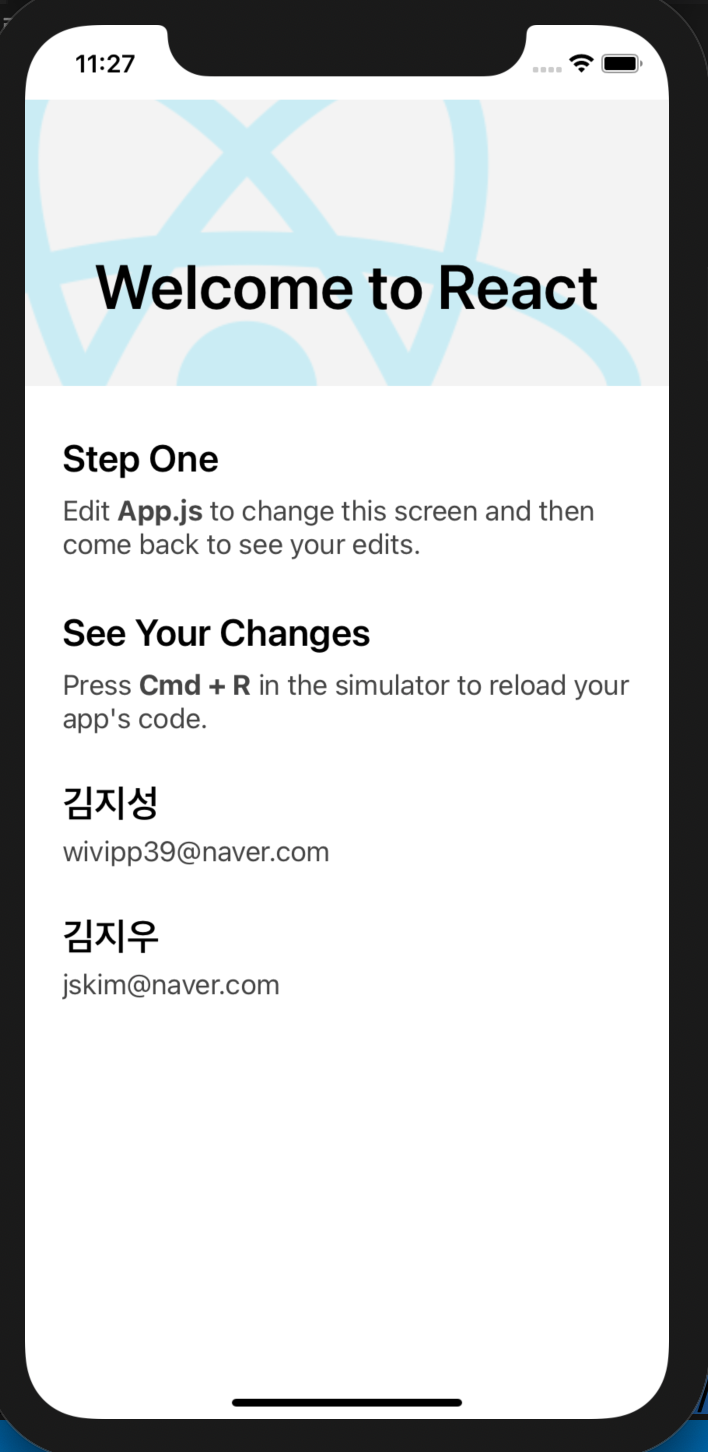 11:27
Welcome to React
Step One
Edit App.js to change this screen and then
come back to see your edits.
See Your Changes
Press Cmd + R in the simulator to reload your
app's code.
김지성
wivipp39@naver.com
김지우
jskim@naver.com